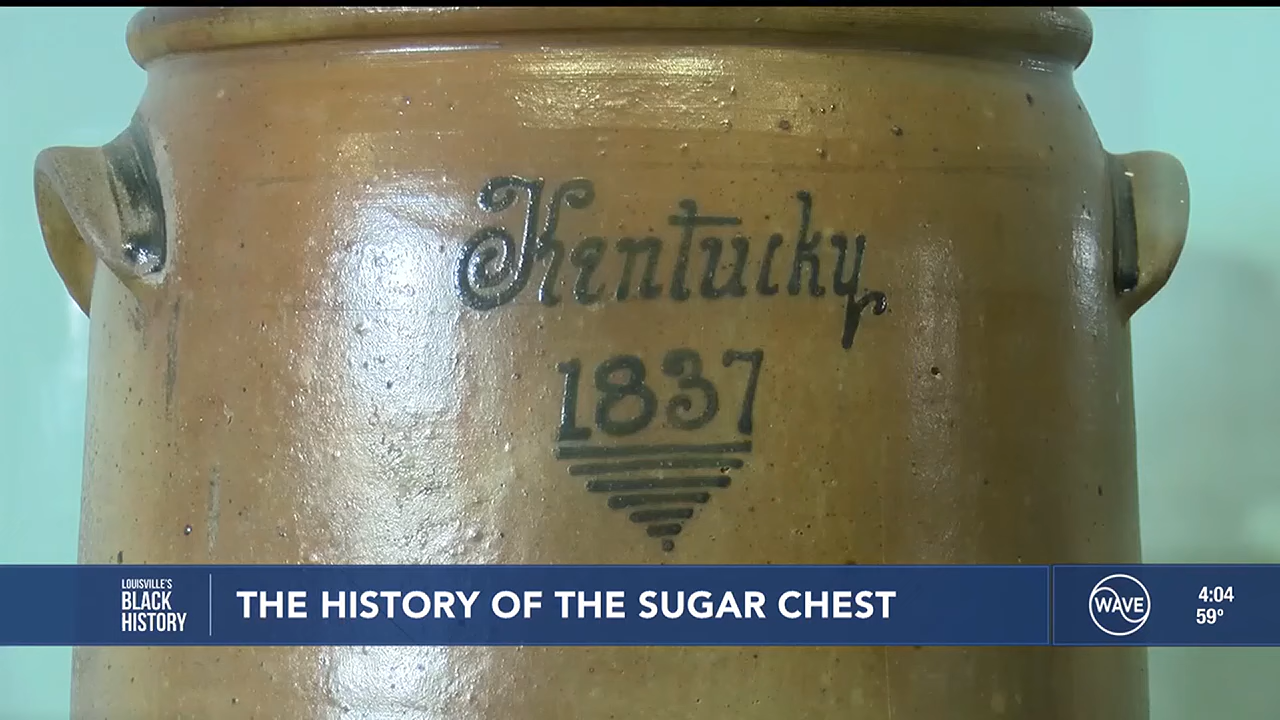 Kentucky
1837
LOUISVILLE'S
BLACK
HISTORY
THE HISTORY OF THE SUGAR CHEST
WAVE
4:04
59°